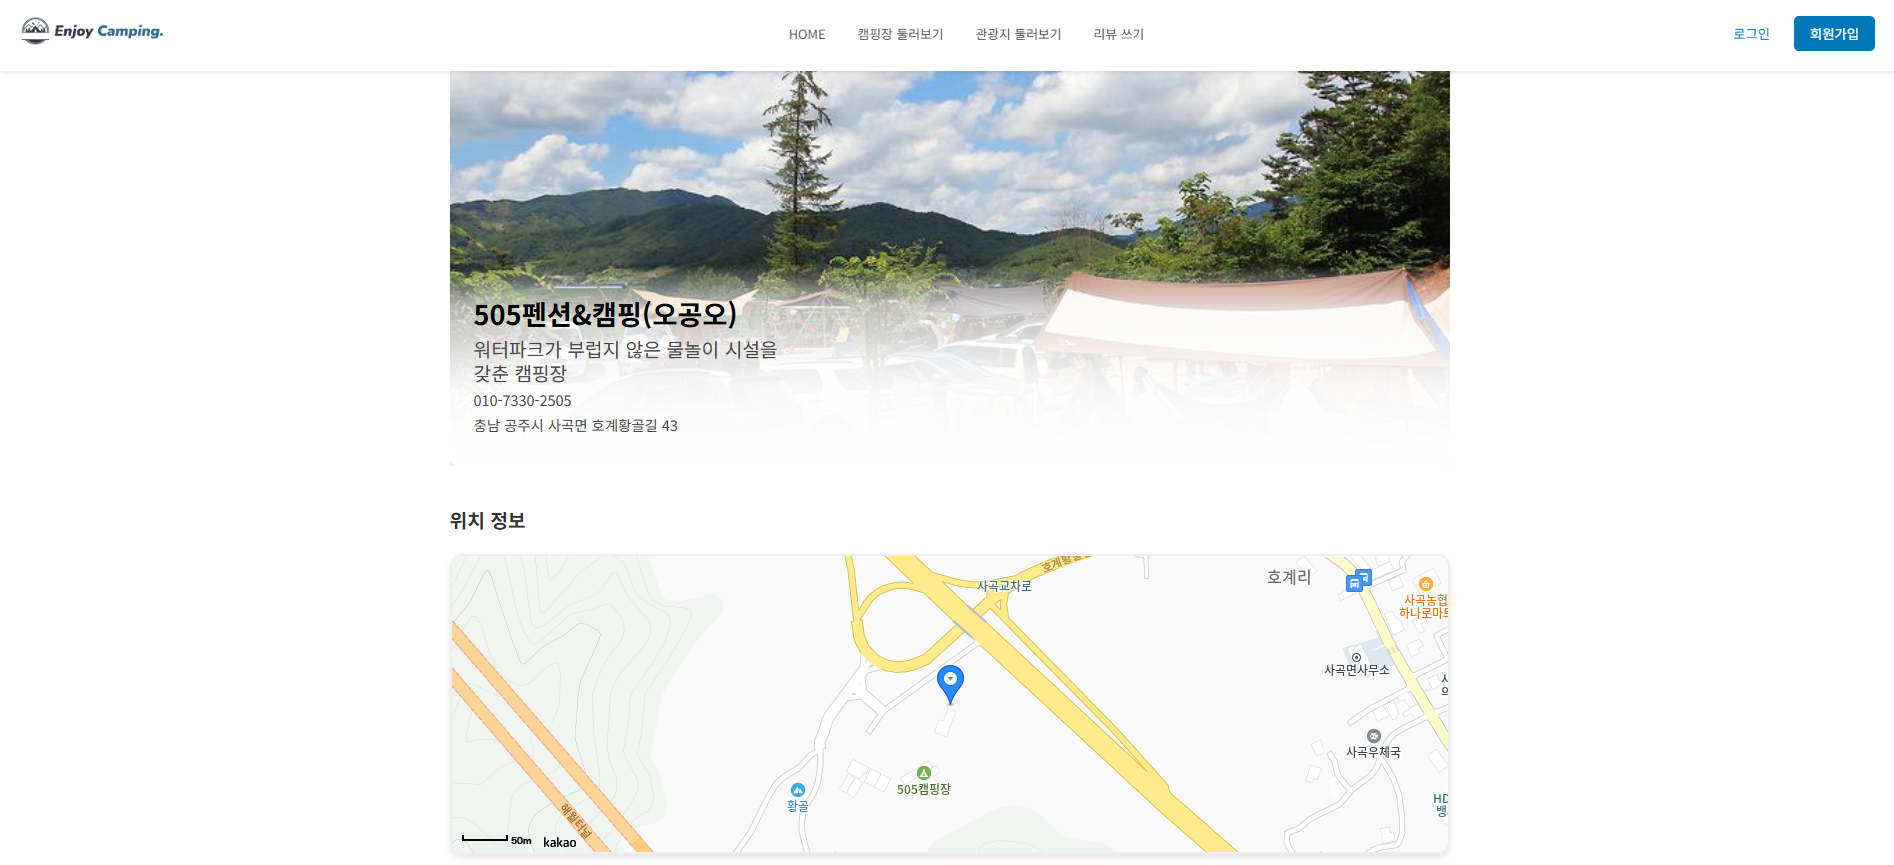 Enjoy Camping.
HOME
캠핑장 둘러보기
관광지 둘러보기
리뷰 쓰기
로그인
회원가입
505펜션&캠핑(오공오)
워터파크가 부럽지 않은 물놀이 시설을
갖춘 캠핑장
010-7330-2505
충남 공주시 사곡면 호계황골길 43
위치 정보
사곡교차로
호계리
사곡농협
하나로마트
사곡면사무소
사곡우체국
505캠핑장
황골
해월터널
HD
50m
kakao